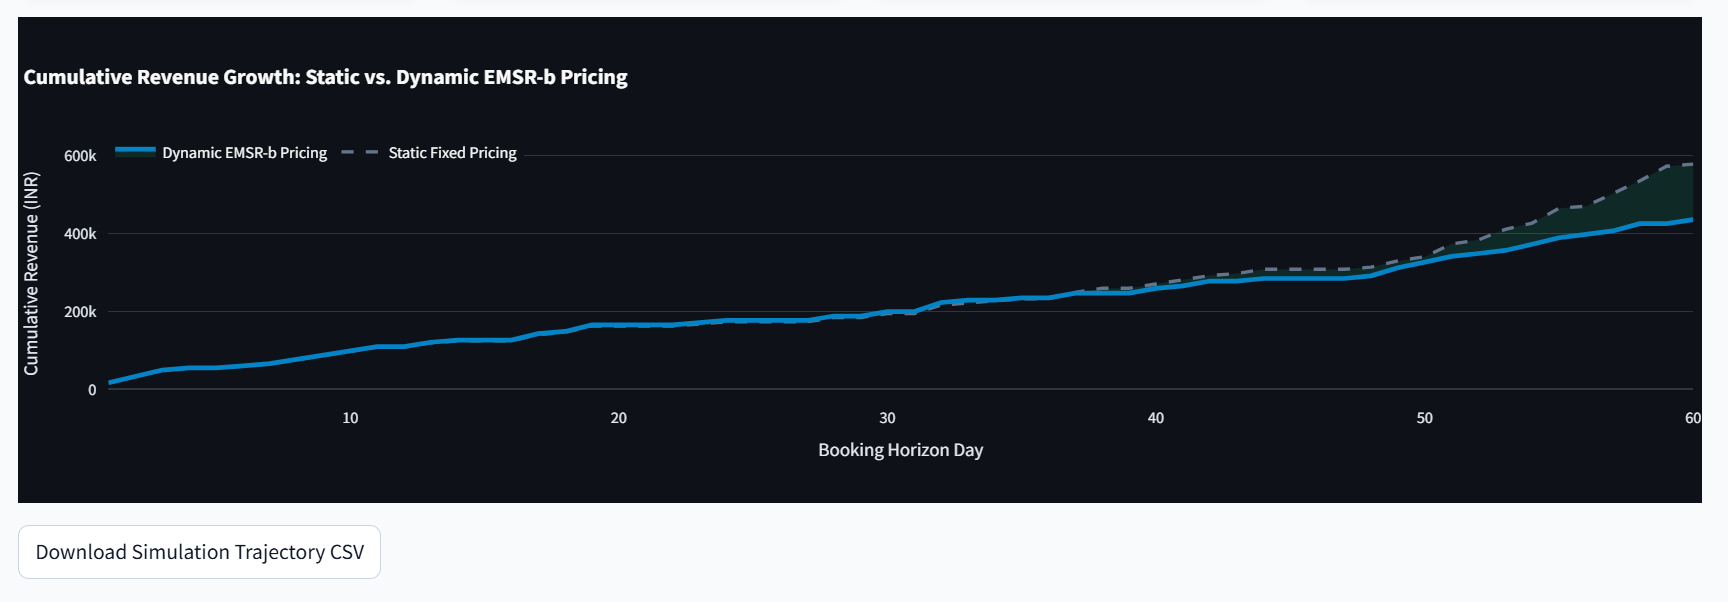 Cumulative Revenue Growth: Static vs. Dynamic EMSR-b Pricing
Dynamic EMSR-b Pricing
Static Fixed Pricing
Cumulative Revenue (INR)
600k
400k
200k
0
10
20
30
40
50
60
Booking Horizon Day
Download Simulation Trajectory CSV